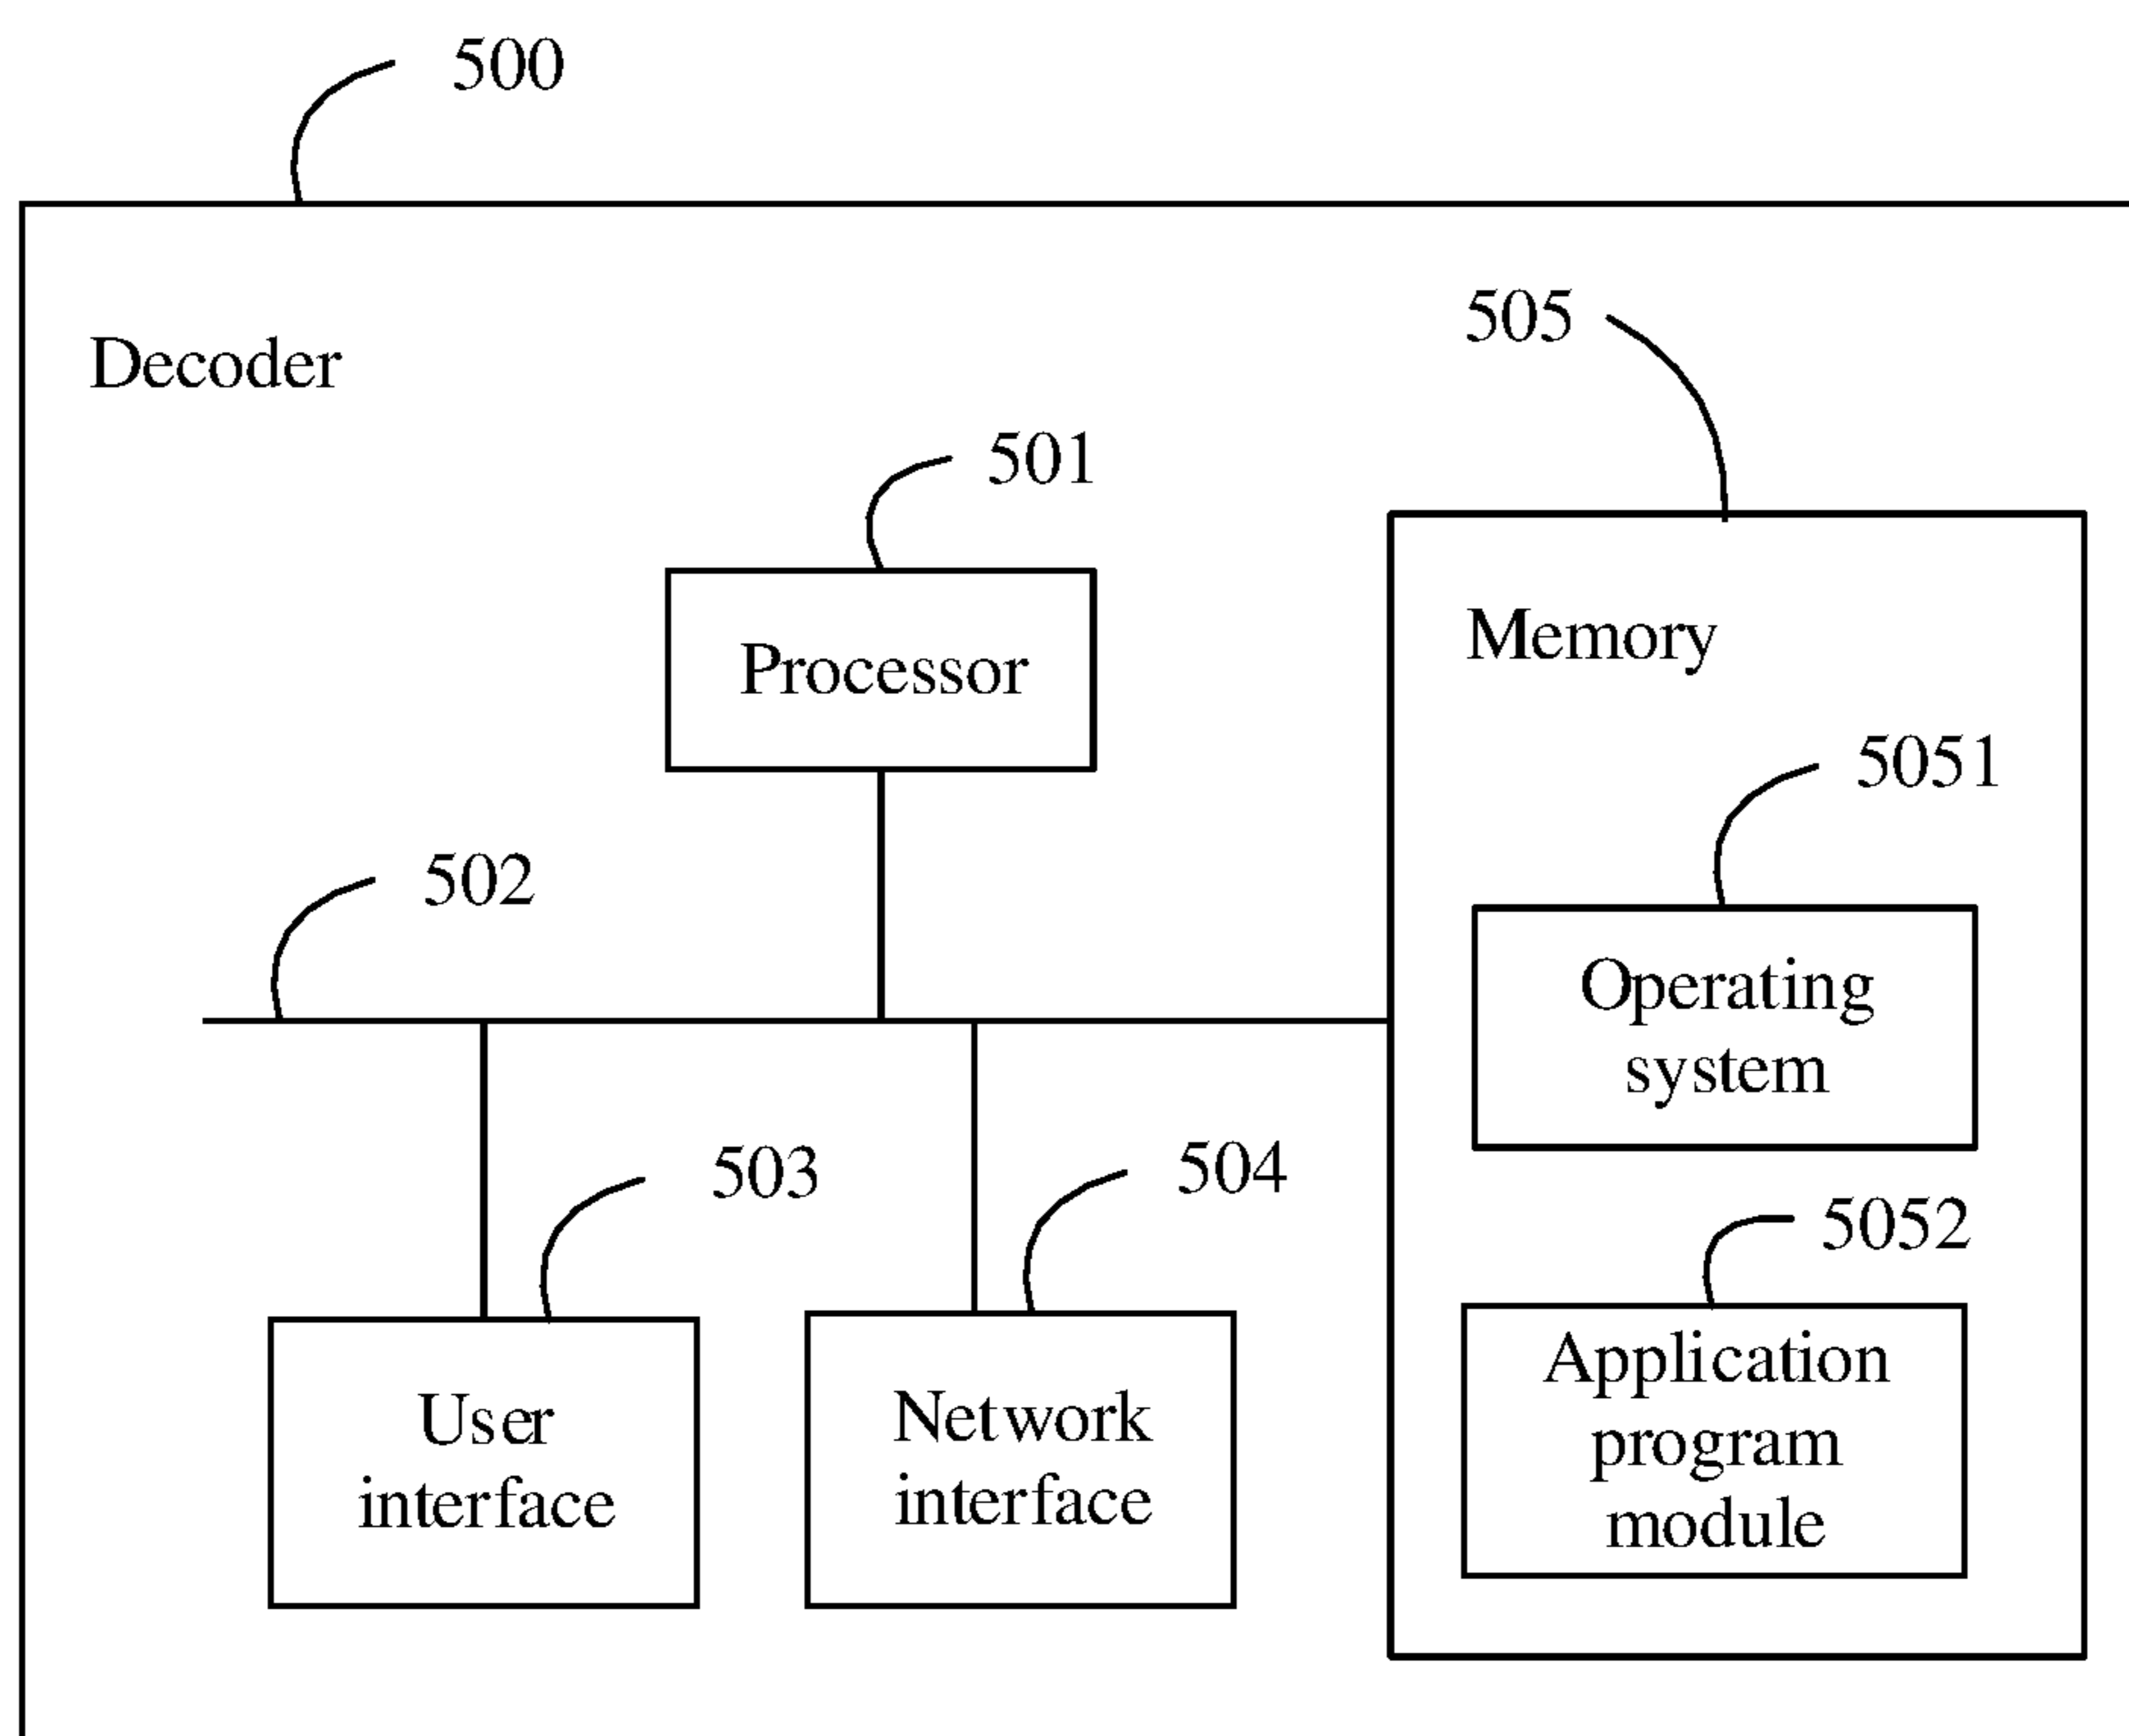 500
Decoder
505
501
Processor
Memory
5051
502
Operating
system
503
504
5052
User
interface
Network
interface
Application
program
module